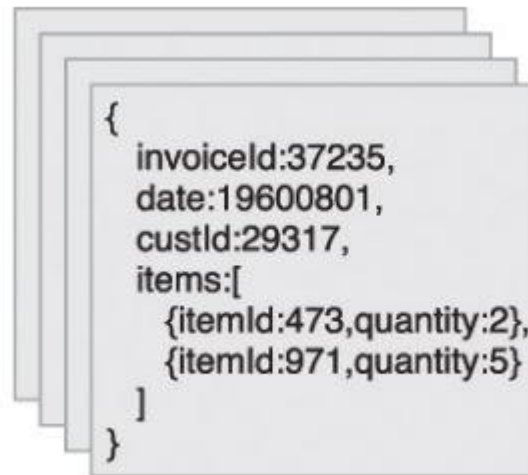 {
invoiceId:37235,
date:19600801,
custId:29317,
items:[
{itemId:473,quantity:2},
{itemId:971,quantity:5}
]
}